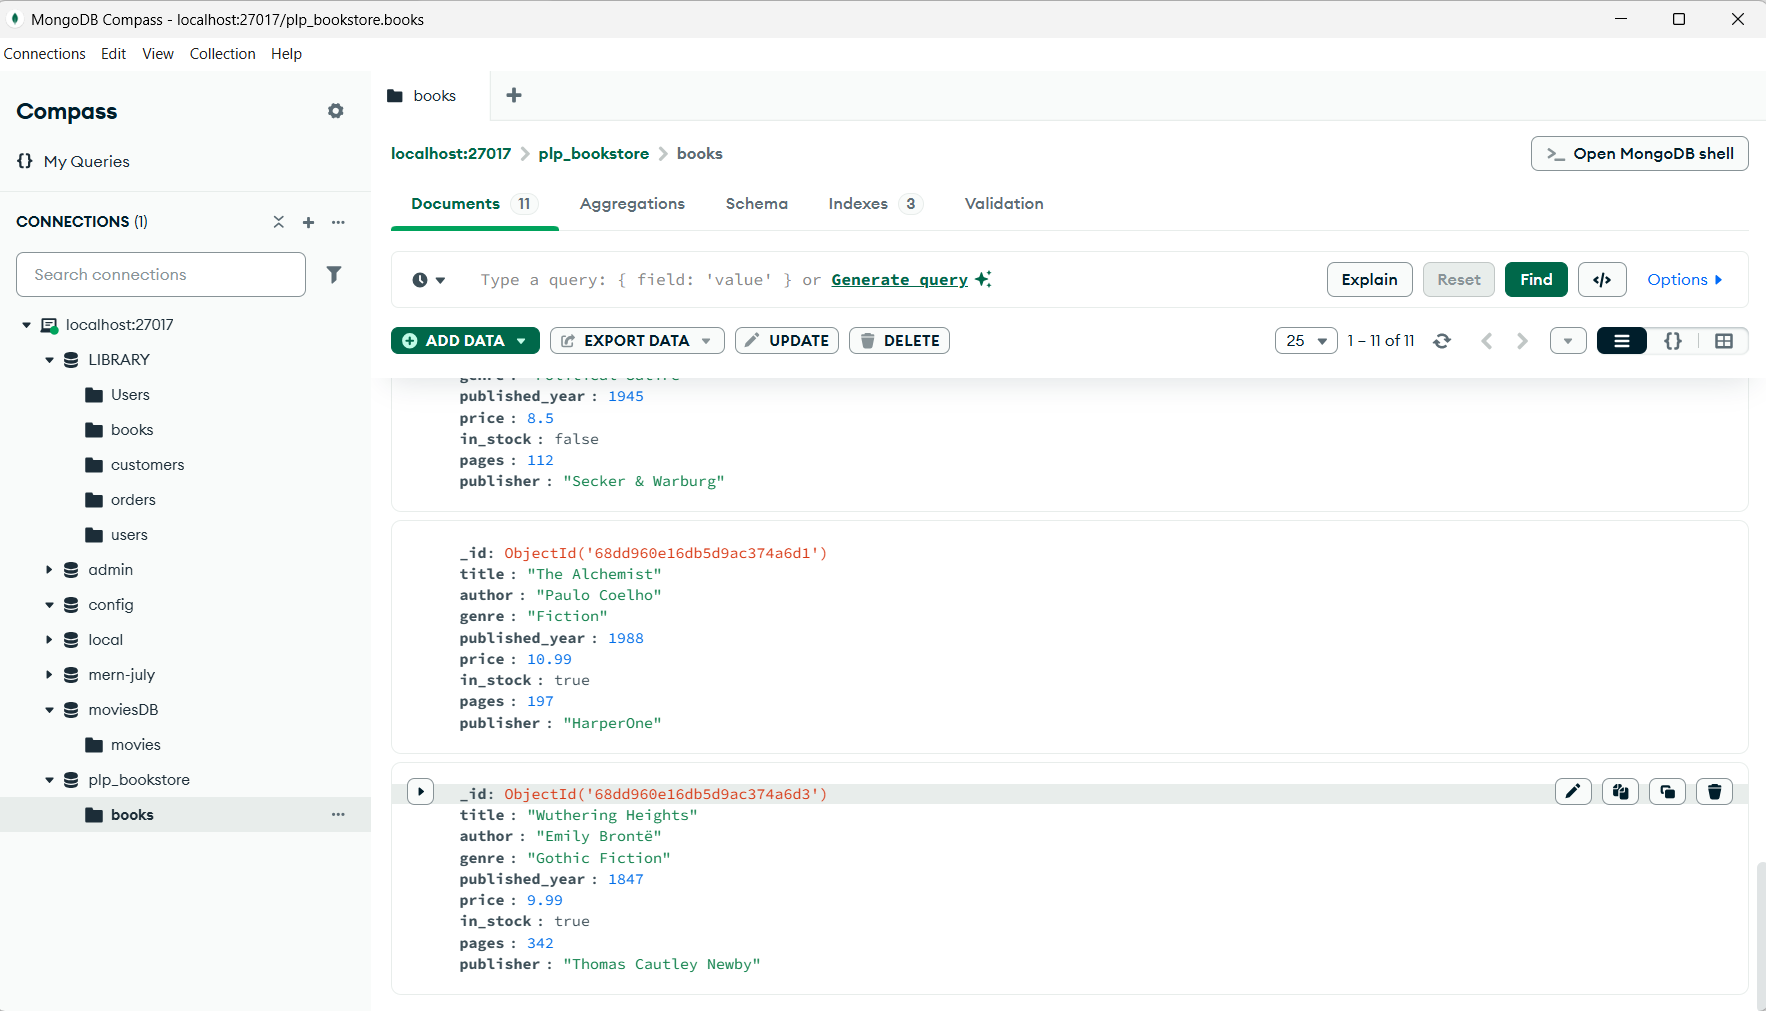 MongoDB Compass - localhost:27017/plp_bookstore.books
Connections Edit View Collection Help
Compass
{} My Queries
CONNECTIONS (1)
Search connections
localhost:27017
LIBRARY
Users
books
customers
orders
users
admin
config
local
mern-july
moviesDB
movies
plp_bookstore
books
books
localhost:27017 > plp_bookstore > books
>_ Open MongoDB shell
Documents 11 Aggregations Schema Indexes 3 Validation
Type a query: { field: 'value' } or Generate query
Explain Reset Find </> Options
ADD DATA EXPORT DATA UPDATE DELETE
25 1 – 11 of 11 {}
genre : "Political Satire"
published_year : 1945
price : 8.5
in_stock : false
pages : 112
publisher : "Secker & Warburg"
_id: ObjectId('68dd960e16db5d9ac374a6d1')
title : "The Alchemist"
author : "Paulo Coelho"
genre : "Fiction"
published_year : 1988
price : 10.99
in_stock : true
pages : 197
publisher : "HarperOne"
_id: ObjectId('68dd960e16db5d9ac374a6d3')
title : "Wuthering Heights"
author : "Emily Brontë"
genre : "Gothic Fiction"
published_year : 1847
price : 9.99
in_stock : true
pages : 342
publisher : "Thomas Cautley Newby"